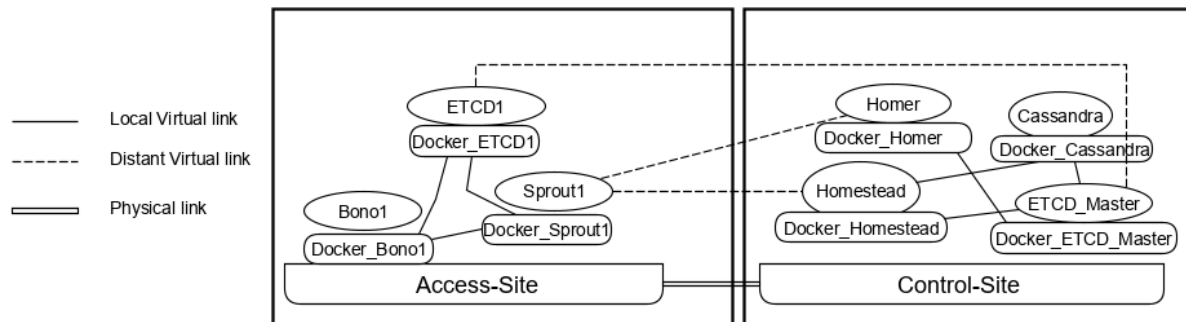 Local Virtual link
Distant Virtual link
Physical link
ETCD1
Docker_ETCD1
Sprout1
Docker_Sprout1
Bono1
Docker_Bono1
Access-Site
Homer
Docker_Homer
Cassandra
Docker_Cassandra
Homestead
Docker_Homestead
ETCD_Master
Docker_ETCD_Master
Control-Site